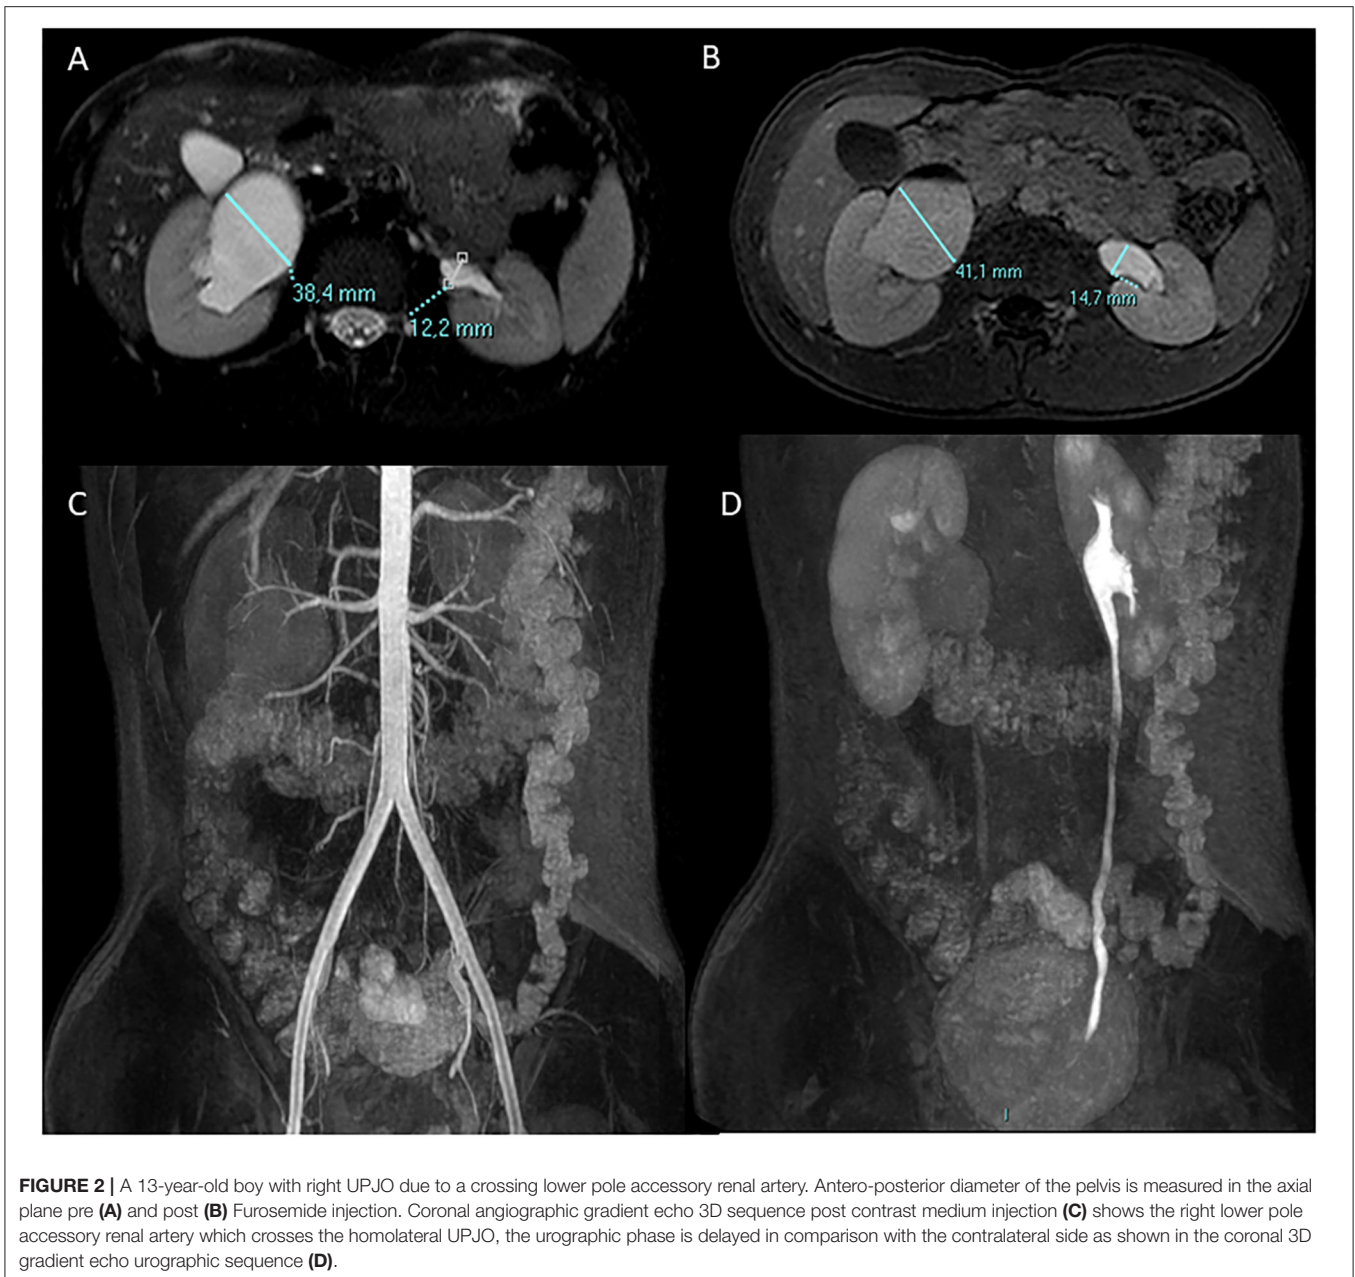 A
B
38,4 mm
12,2 mm
41,1 mm
14,7 mm
C
D
FIGURE 2 | A 13-year-old boy with right UPJO due to a crossing lower pole accessory renal artery. Antero-posterior diameter of the pelvis is measured in the axial
plane pre (A) and post (B) Furosemide injection. Coronal angiographic gradient echo 3D sequence post contrast medium injection (C) shows the right lower pole
accessory renal artery which crosses the homolateral UPJO, the urographic phase is delayed in comparison with the contralateral side as shown in the coronal 3D
gradient echo urographic sequence (D).